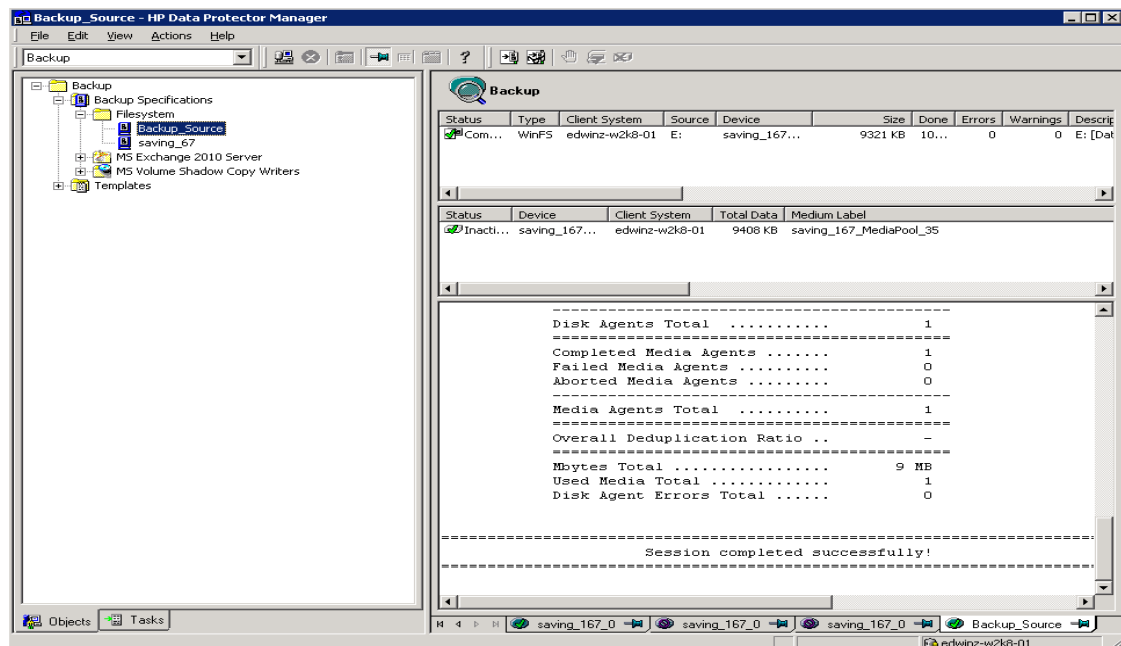 Backup_Source - HP Data Protector Manager
File Edit View Actions Help
Backup
Backup
Backup Specifications
Filesystem
Backup_Source
saving_67
MS Exchange 2010 Server
MS Volume Shadow Copy Writers
Templates
Objects Tasks
Backup
Status Type Client System Source Device Size Done Errors Warnings Descrip
Com... WinFS edwinz-w2k8-01 E: saving_167... 9321 KB 10... 0 0 E: [Dat
Status Device Client System Total Data Medium Label
Inacti... saving_167... edwinz-w2k8-01 9408 KB saving_167_MediaPool_35
--------------------------------------------------
Disk Agents Total ........... 1
==================================================
Completed Media Agents ....... 1
Failed Media Agents .......... 0
Aborted Media Agents ......... 0
--------------------------------------------------
Media Agents Total .......... 1
==================================================
Overall Deduplication Ratio .. -
==================================================
Mbytes Total ................. 9 MB
Used Media Total ............. 1
Disk Agent Errors Total ...... 0
================================================================================
Session completed successfully!
================================================================================
saving_167_0 saving_167_0 saving_167_0 Backup_Source
edwinz-w2k8-01